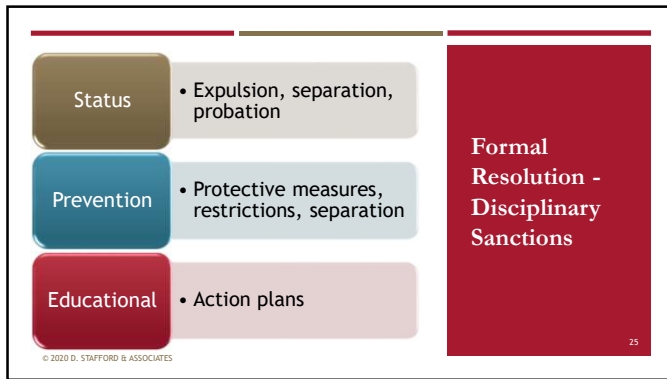 Status
• Expulsion, separation,
probation
Prevention
• Protective measures,
restrictions, separation
Educational
• Action plans
Formal
Resolution -
Disciplinary
Sanctions
25
© 2020 D. STAFFORD & ASSOCIATES